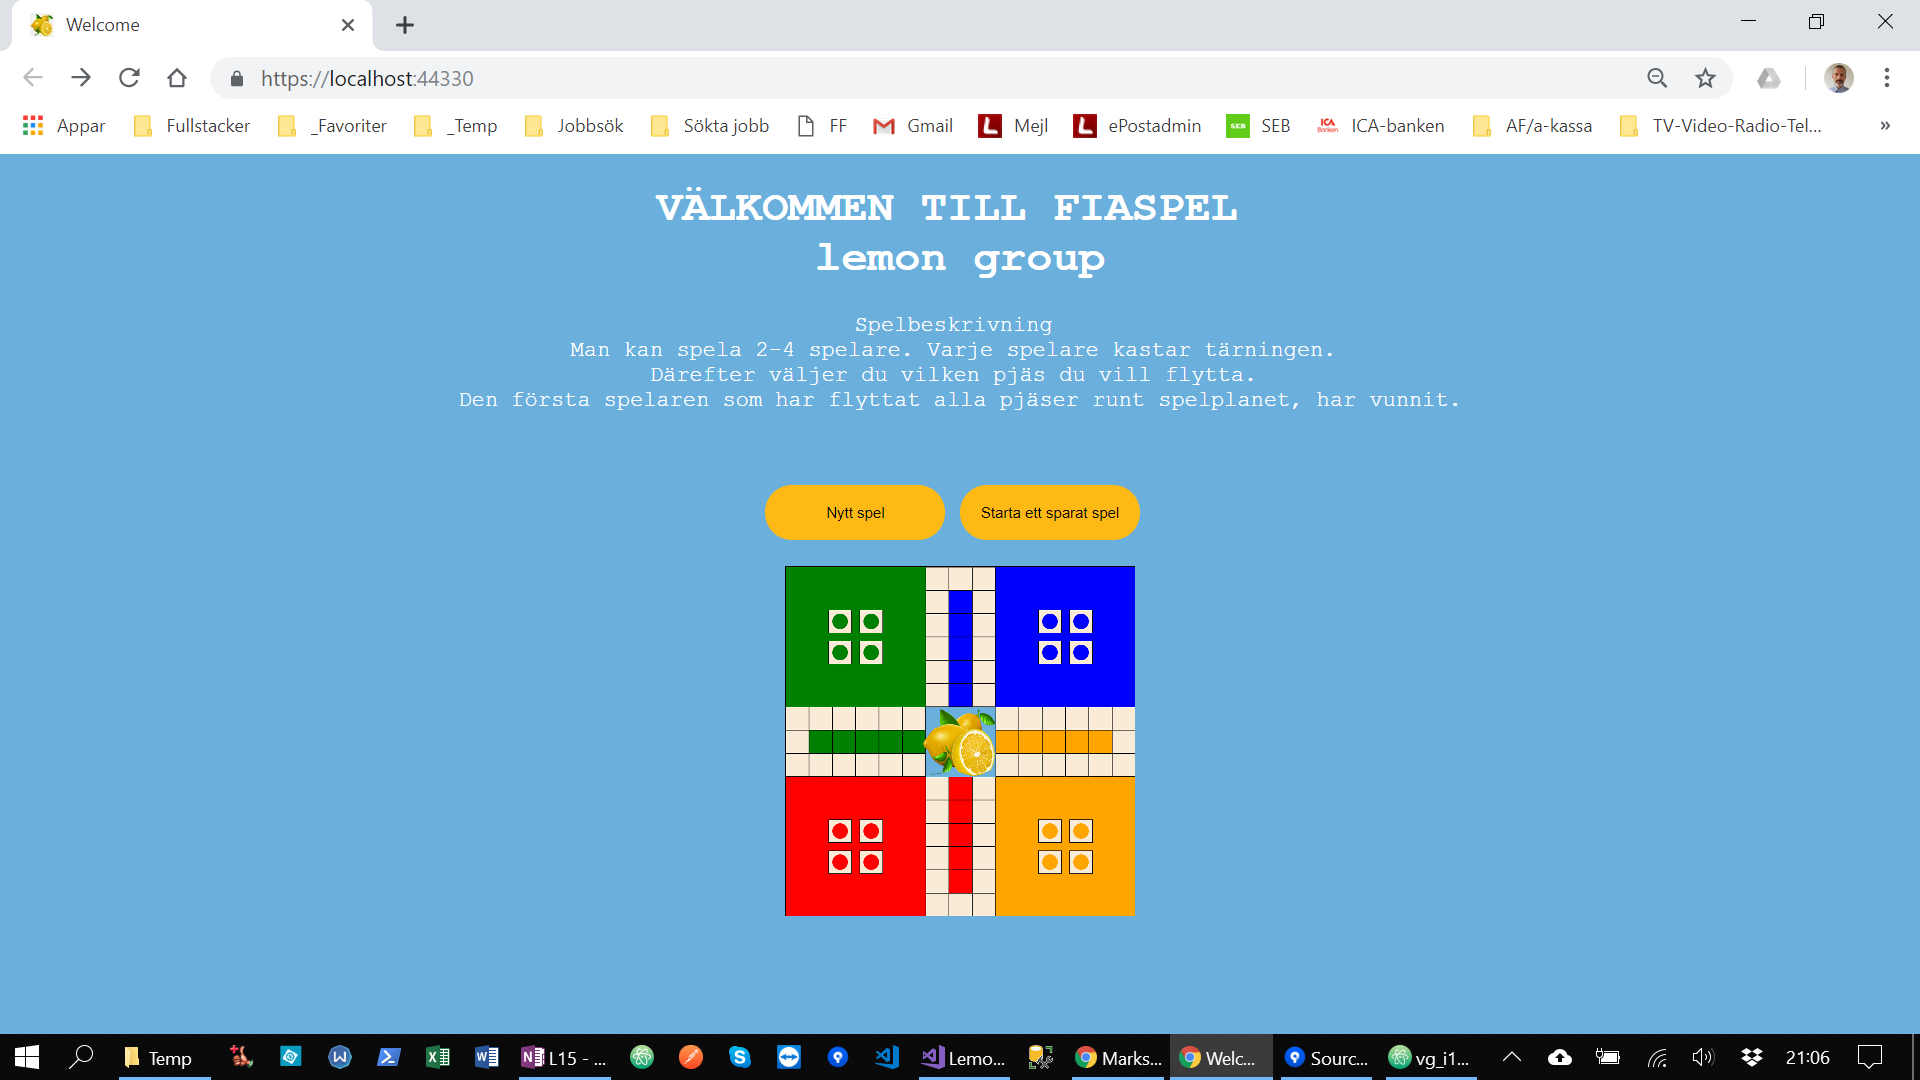 Welcome
https://localhost:44330
Appar Fullstacker _Favoriter _Temp Jobbsök Sökta jobb FF Gmail Mejl ePostadmin SEB SEB ICA Banken ICA-banken AF/a-kassa TV-Video-Radio-Tel... »
VÄLKOMMEN TILL FIASPEL
lemon group
Spelbeskrivning
Man kan spela 2-4 spelare. Varje spelare kastar tärningen.
Därefter väljer du vilken pjäs du vill flytta.
Den första spelaren som har flyttat alla pjäser runt spelplanet, har vunnit.
Nytt spel Starta ett sparat spel
Temp L15 - ... Lemo... Marks... Welc... Sourc... vg_i1... 21:06